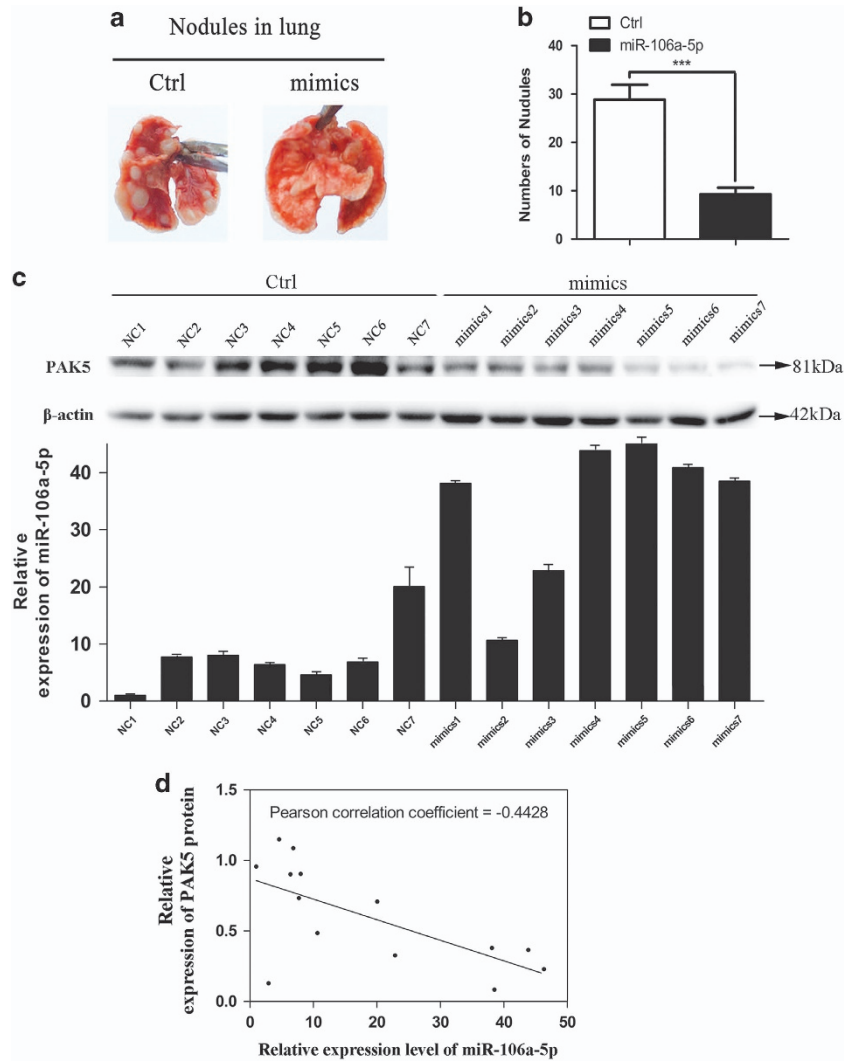 a
Nodules in lung
Ctrl mimics
b
Ctrl
miR-106a-5p
***
Numbers of Nudules
40
30
20
10
0
c
Ctrl mimics
NC1 NC2 NC3 NC4 NC5 NC6 NC7 mimics1 mimics2 mimics3 mimics4 mimics5 mimics6 mimics7
PAK5 81kDa
β-actin 42kDa
Relative
expression of miR-106a-5p
40
30
20
10
0
NC1 NC2 NC3 NC4 NC5 NC6 NC7 mimics1 mimics2 mimics3 mimics4 mimics5 mimics6 mimics7
d
Pearson correlation coefficient = -0.4428
Relative
expression of PAK5 protein
1.5
1.0
0.5
0.0
0 10 20 30 40 50
Relative expression level of miR-106a-5p